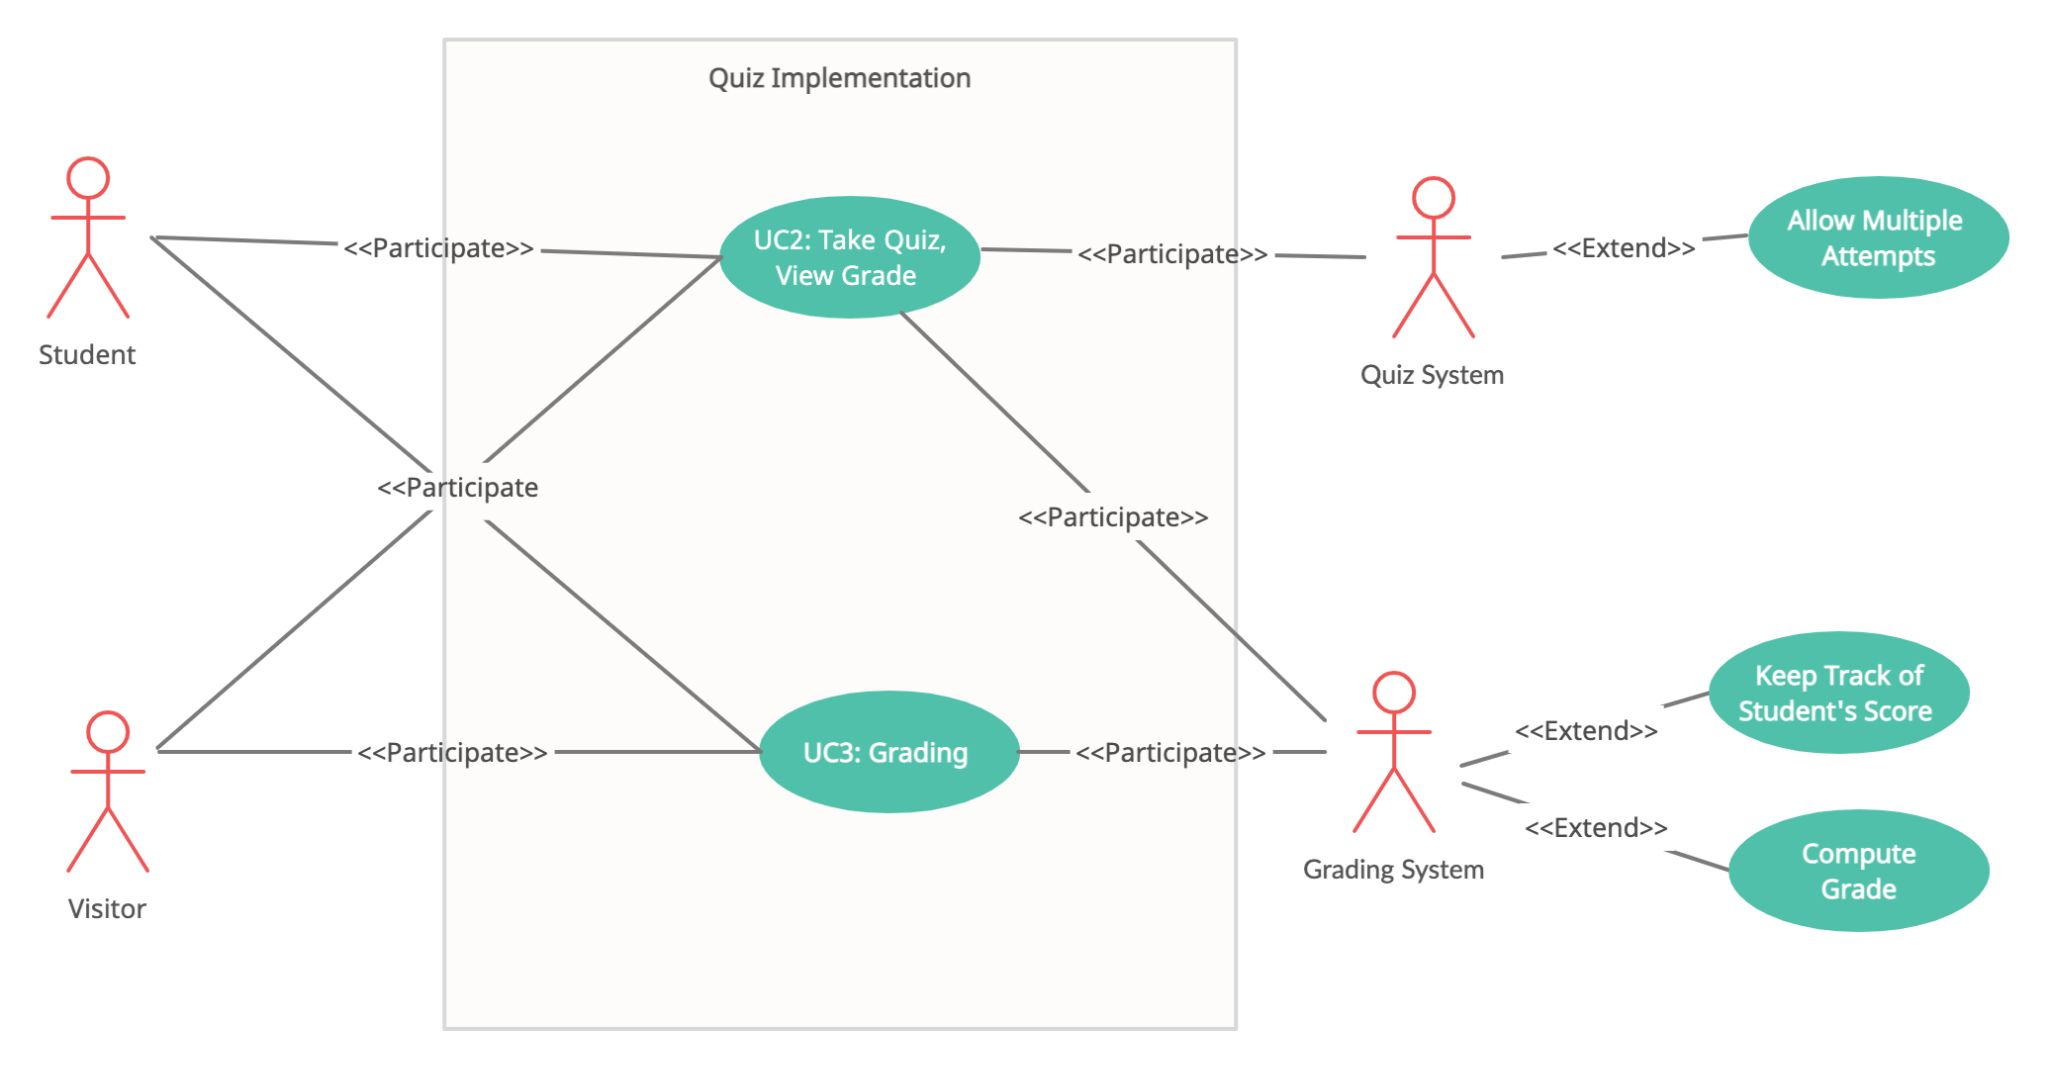 Quiz Implementation
Student
<<Participate>>
UC2: Take Quiz,
View Grade
<<Participate>>
Quiz System
<<Extend>>
Allow Multiple
Attempts
<<Participate
<<Participate>>
Visitor
<<Participate>>
UC3: Grading
<<Participate>>
Grading System
<<Extend>>
Keep Track of
Student's Score
<<Extend>>
Compute
Grade